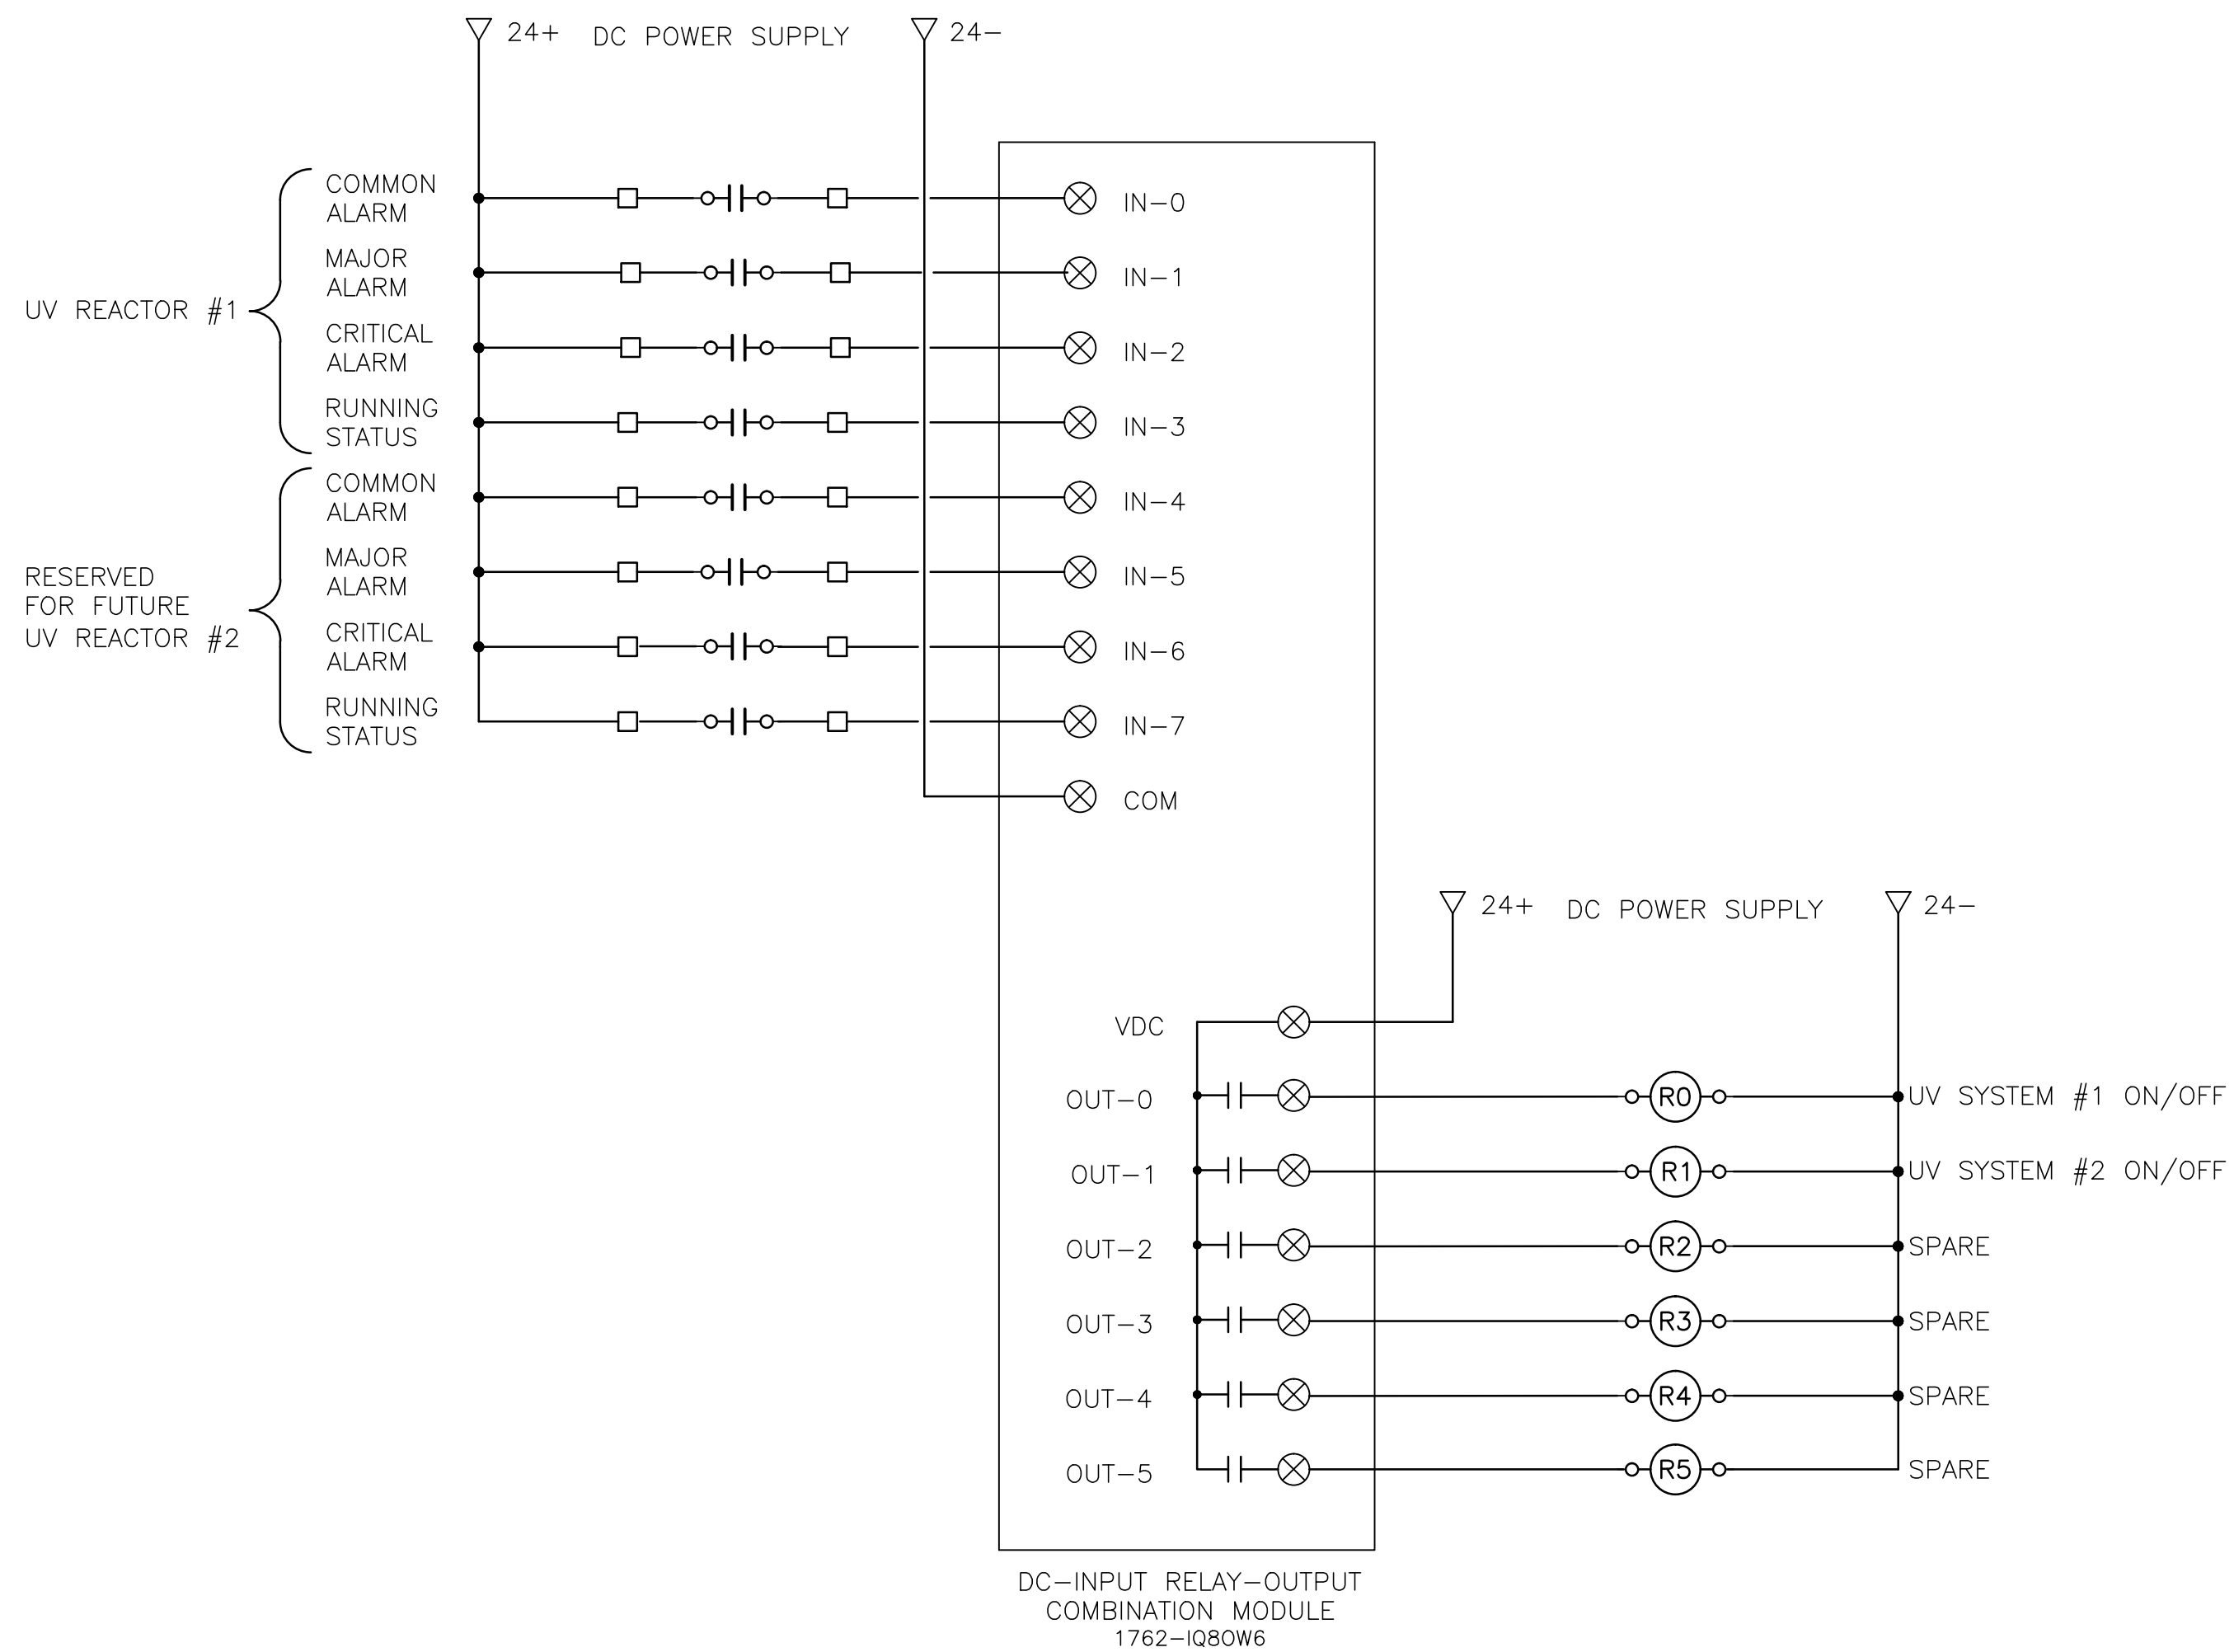 24+ DC POWER SUPPLY 24-
COMMON
ALARM
IN-0
MAJOR
ALARM
IN-1
UV REACTOR #1
CRITICAL
ALARM
IN-2
RUNNING
STATUS
IN-3
COMMON
ALARM
IN-4
RESERVED
FOR FUTURE
UV REACTOR #2
MAJOR
ALARM
IN-5
CRITICAL
ALARM
IN-6
RUNNING
STATUS
IN-7
COM
24+ DC POWER SUPPLY 24-
VDC
OUT-0 R0 UV SYSTEM #1 ON/OFF
OUT-1 R1 UV SYSTEM #2 ON/OFF
OUT-2 R2 SPARE
OUT-3 R3 SPARE
OUT-4 R4 SPARE
OUT-5 R5 SPARE
DC-INPUT RELAY-OUTPUT
COMBINATION MODULE
1762-IQ8OW6